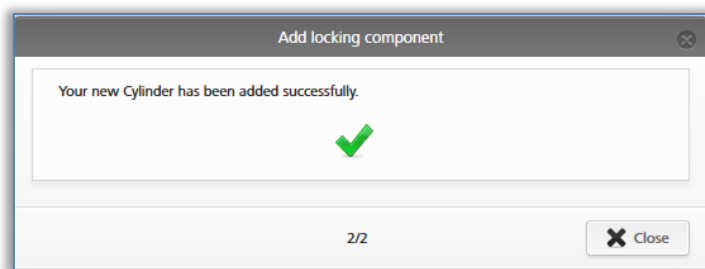 Add locking component
Your new Cylinder has been added successfully.
2/2
Close